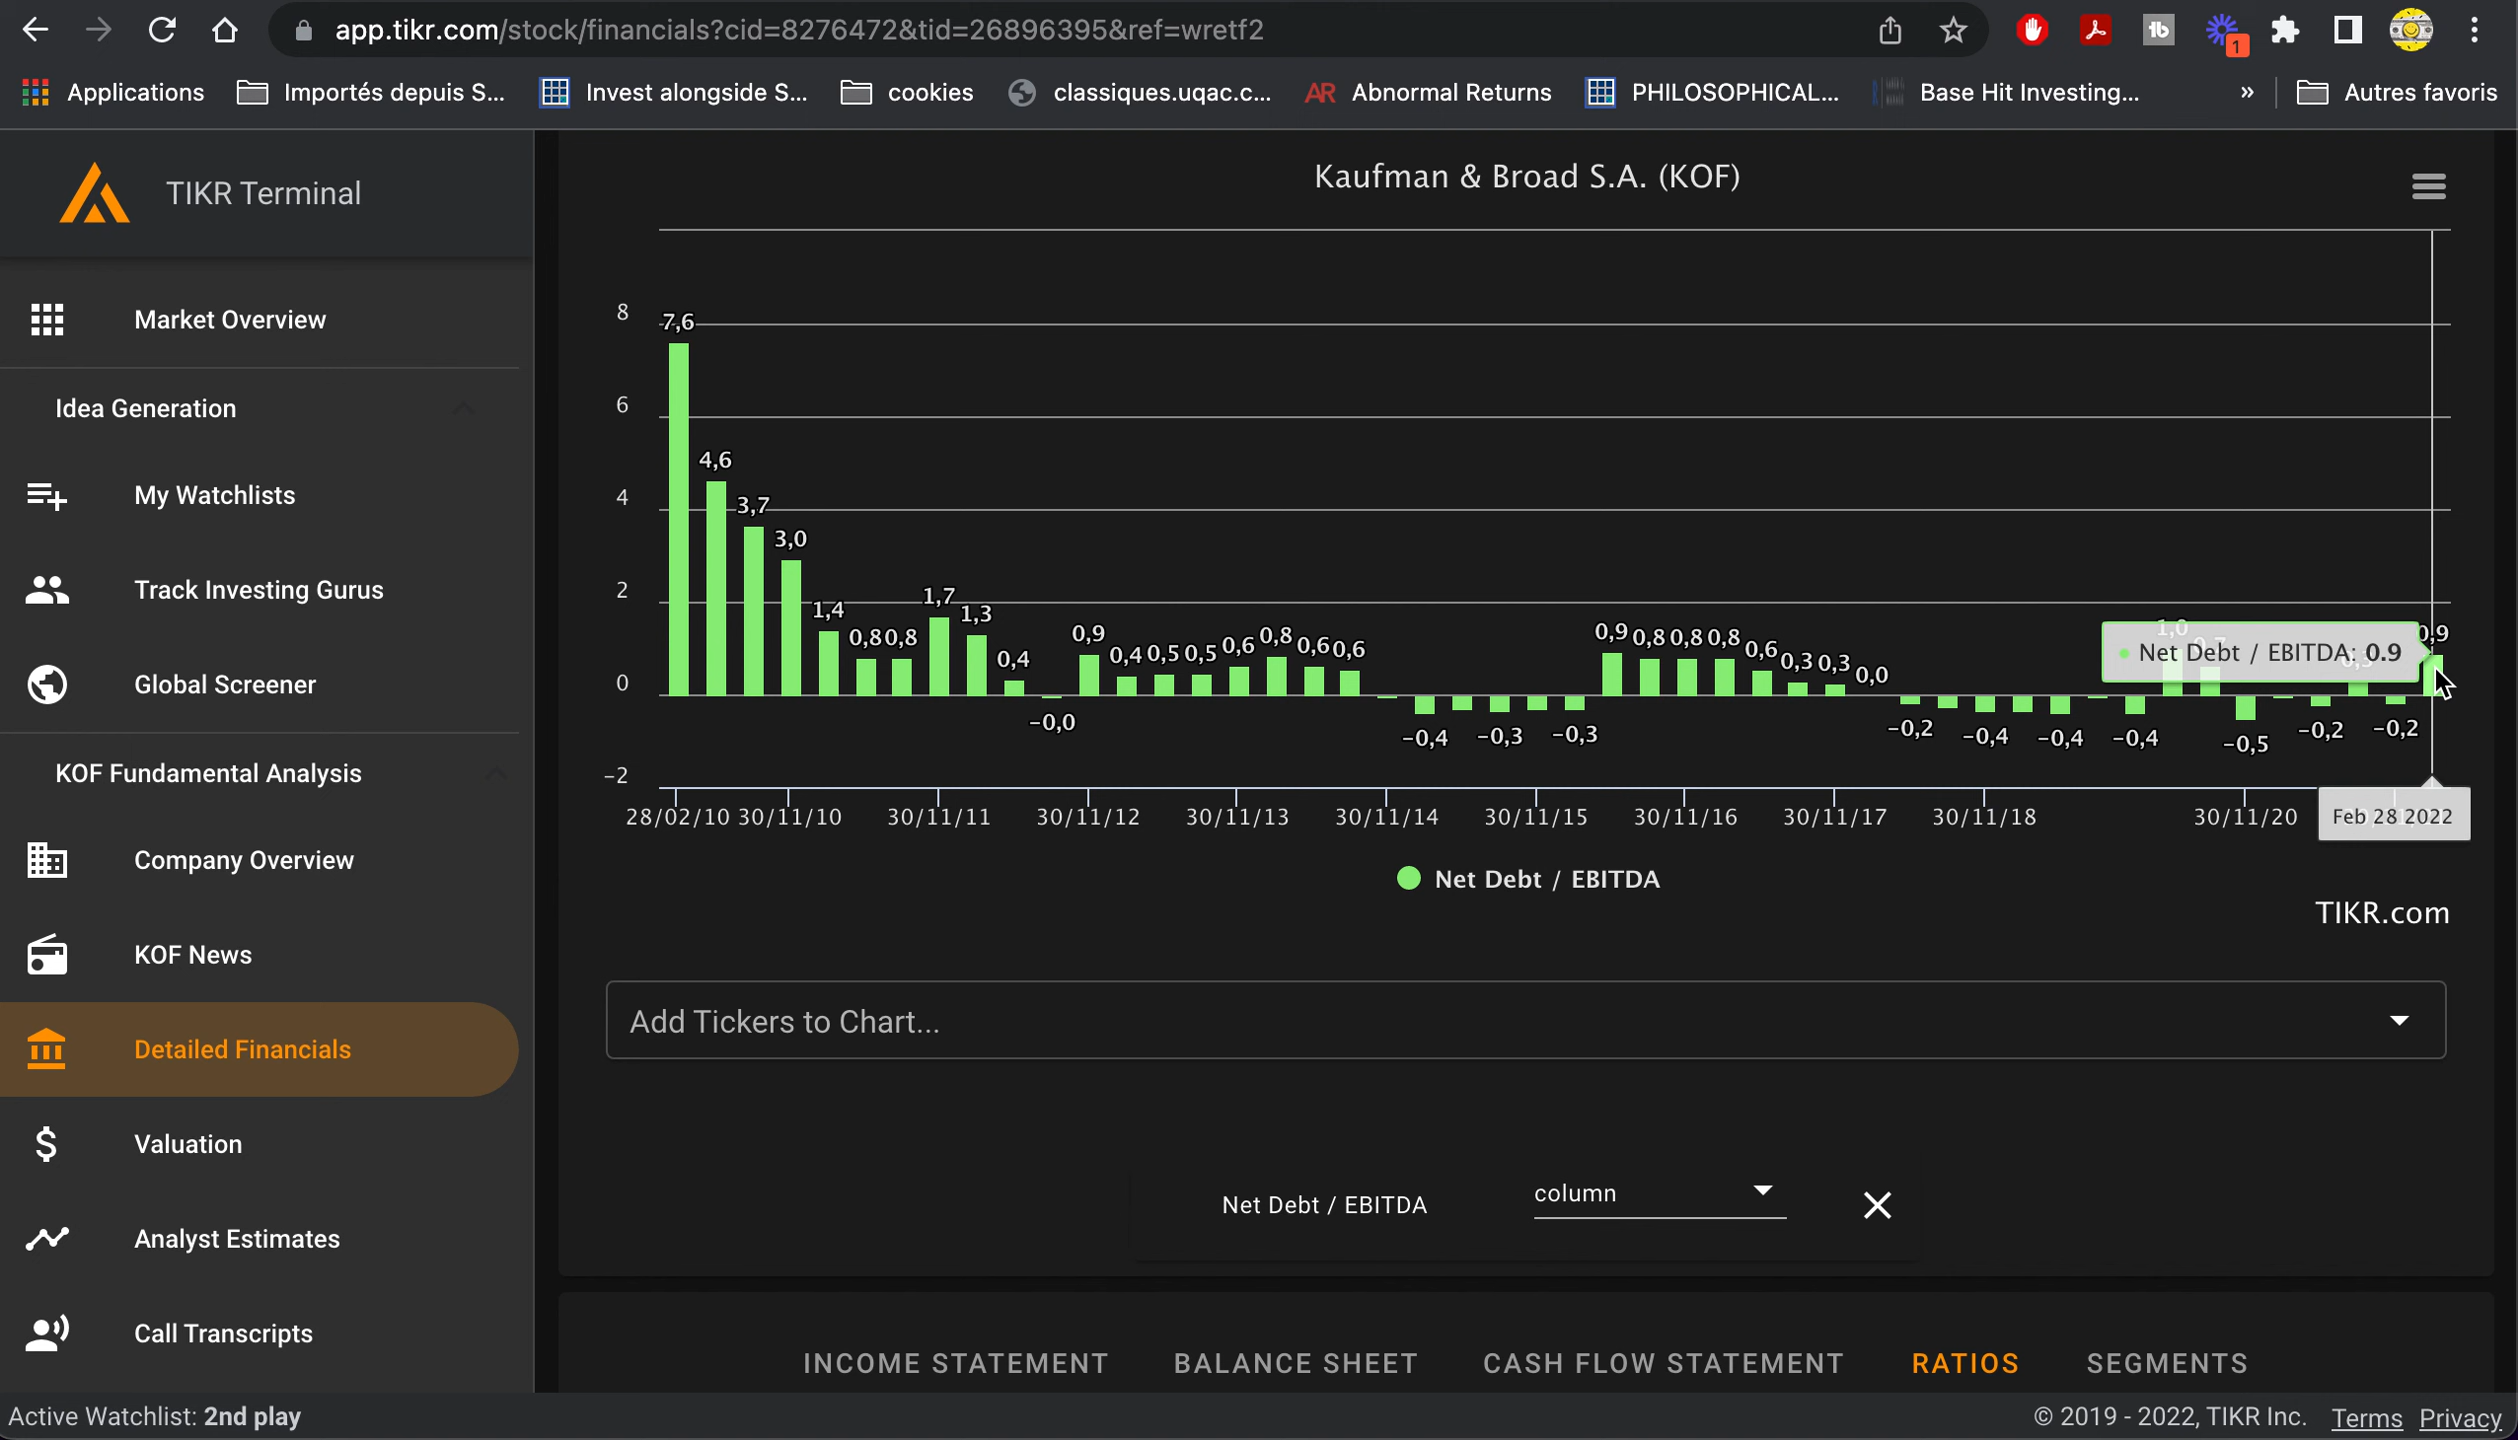 app.tikr.com/stock/financials?cid=8276472&tid=26896395&ref=wretf2
1
Applications Importés depuis S... Invest alongside S... cookies classiques.uqac.c... AR Abnormal Returns PHILOSOPHICAL... Base Hit Investing... » Autres favoris
TIKR Terminal
Market Overview
Idea Generation
My Watchlists
Track Investing Gurus
Global Screener
KOF Fundamental Analysis
Company Overview
KOF News
Detailed Financials
Valuation
Analyst Estimates
Call Transcripts
Kaufman & Broad S.A. (KOF)
8
6
4
2
0
−2
7,6
4,6
3,7
3,0
1,4
0,8 0,8
1,7
1,3
0,4
−0,0
0,9
0,4 0,5 0,5 0,6 0,8 0,6 0,6
−0,4 −0,3 −0,3
0,9 0,8 0,8 0,8 0,6 0,3 0,3 0,0
−0,2 −0,4 −0,4 −0,4
1,0
−0,5 −0,2 −0,2
0,9
Net Debt / EBITDA: 0.9
28/02/10 30/11/10 30/11/11 30/11/12 30/11/13 30/11/14 30/11/15 30/11/16 30/11/17 30/11/18 30/11/20
Feb 28 2022
Net Debt / EBITDA
TIKR.com
Add Tickers to Chart...
Net Debt / EBITDA column
INCOME STATEMENT BALANCE SHEET CASH FLOW STATEMENT RATIOS SEGMENTS
Active Watchlist: 2nd play
© 2019 - 2022, TIKR Inc. Terms Privacy